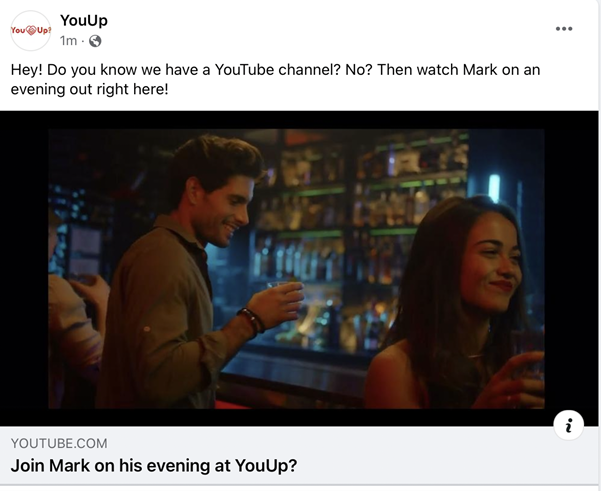 You Up?
YouUp
1m ·
Hey! Do you know we have a YouTube channel? No? Then watch Mark on an
evening out right here!
i
YOUTUBE.COM
Join Mark on his evening at YouUp?